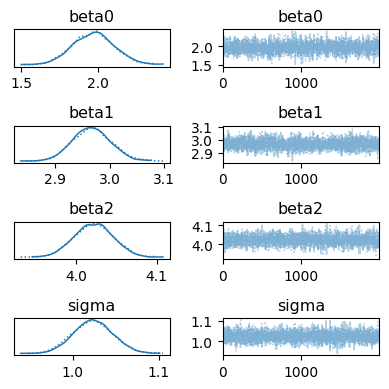 beta0 beta0
2.0
1.5
1.5 2.0 0 1000
beta1 beta1
3.1
3.0
2.9
2.9 3.0 3.1 0 1000
beta2 beta2
4.1
4.0
4.0 4.1 0 1000
sigma sigma
1.1
1.0
1.0 1.1 0 1000